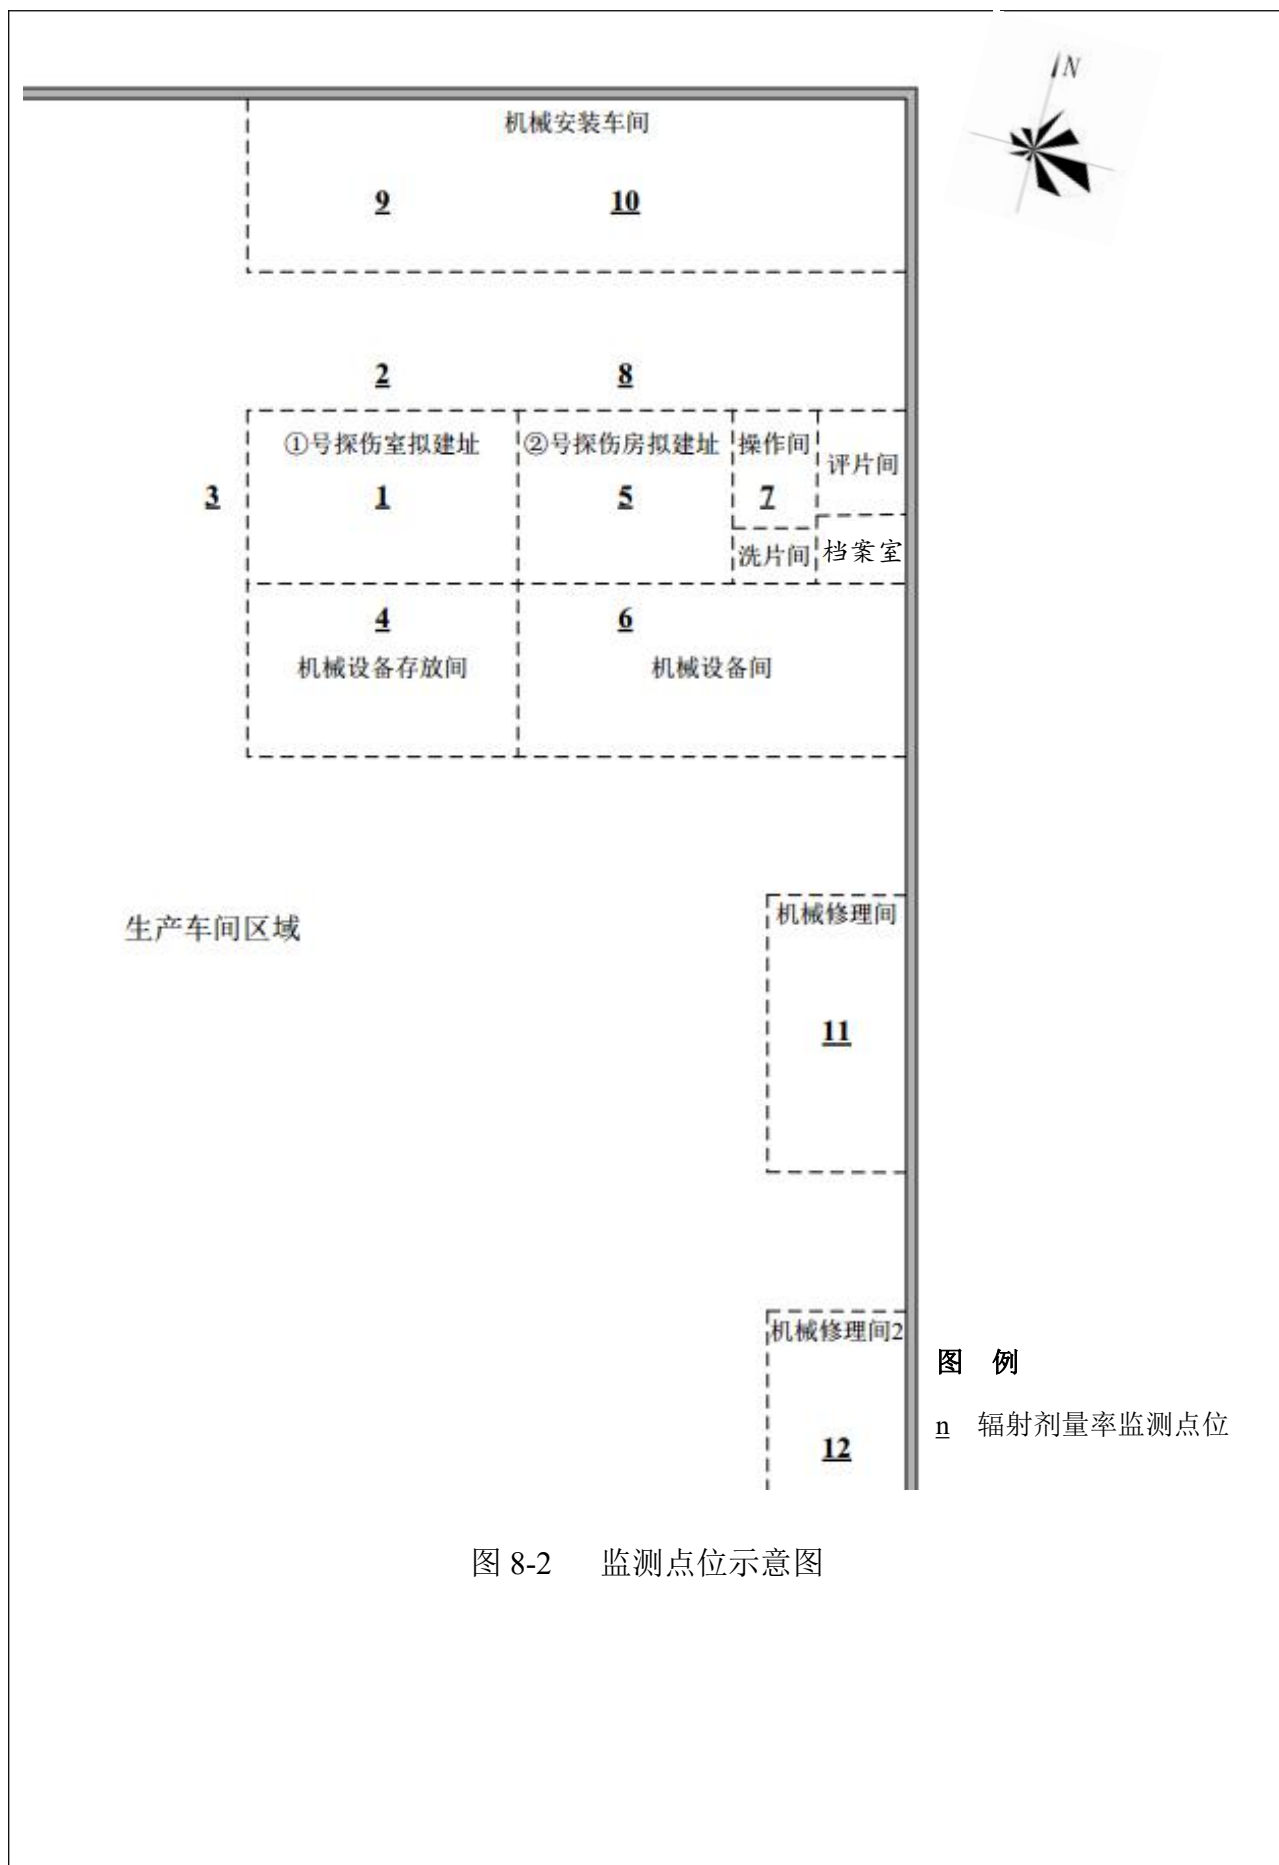 N
机械安装车间
9 10
2 8
①号探伤室拟建址 ②号探伤房拟建址 操作间 评片间
3 1 5 7
洗片间 档案室
4 6
机械设备存放间 机械设备间
生产车间区域
机械修理间
11
机械修理间2
12
图 例
n 辐射剂量率监测点位
图 8-2 监测点位示意图